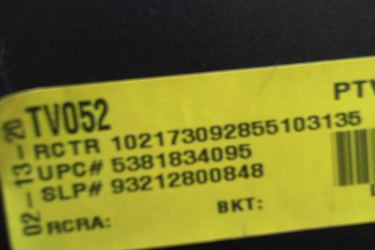 TV052
PTV
RCTR 102173092855103135
UPC# 5381834095
SLP# 93212800848
BKT:
RCRA:
02-13-20